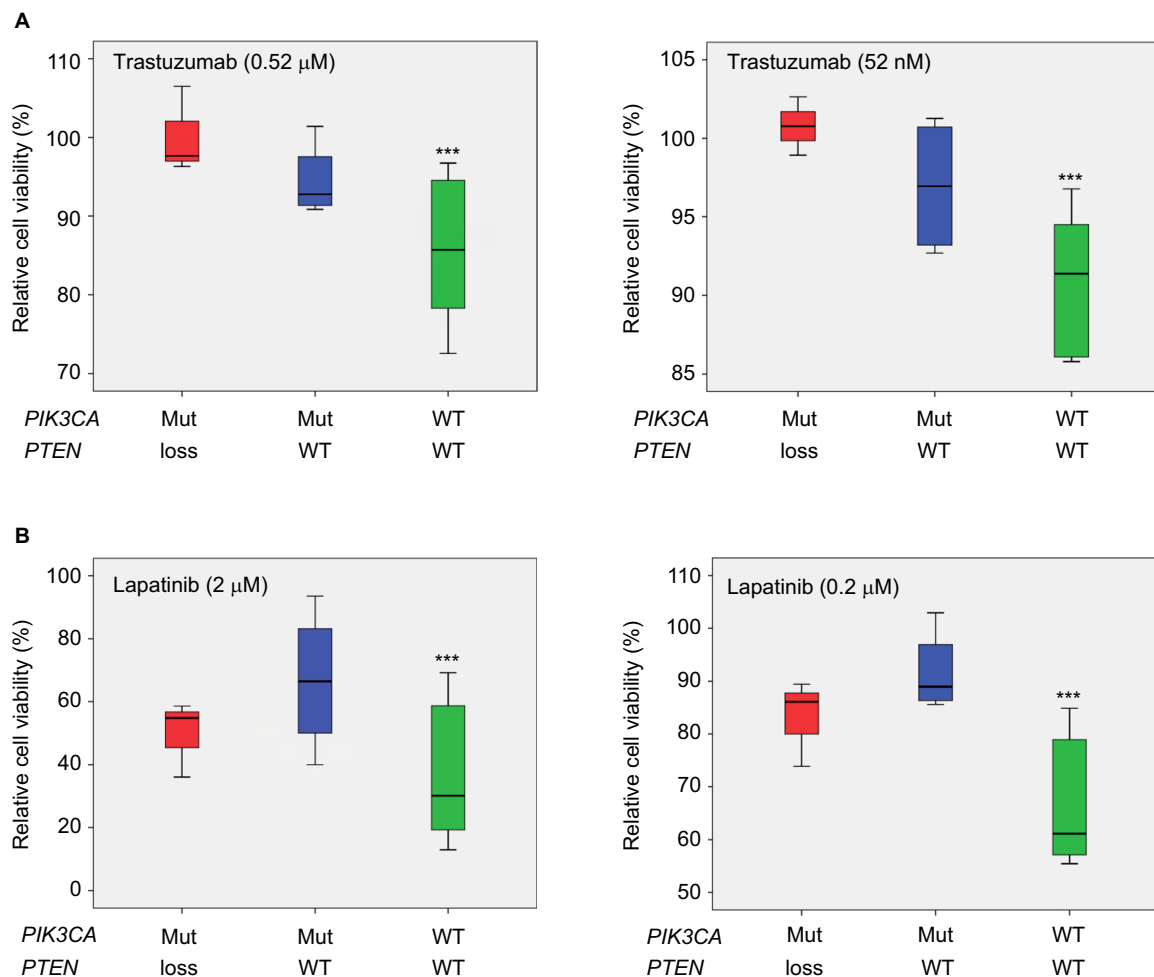 A
Trastuzumab (0.52 μM)
Relative cell viability (%)
110
100
90
80
70
***
PIK3CA Mut Mut WT
PTEN loss WT WT
Trastuzumab (52 nM)
Relative cell viability (%)
105
100
95
90
85
***
PIK3CA Mut Mut WT
PTEN loss WT WT
B
Lapatinib (2 μM)
Relative cell viability (%)
100
80
60
40
20
0
***
PIK3CA Mut Mut WT
PTEN loss WT WT
Lapatinib (0.2 μM)
Relative cell viability (%)
110
100
90
80
70
60
50
***
PIK3CA Mut Mut WT
PTEN loss WT WT